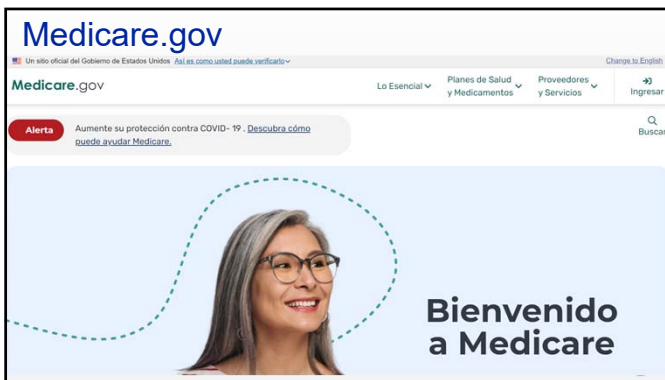 Medicare.gov
Un sitio oficial del Gobierno de Estados Unidos Así es como usted puede verificarlo
Change to English
Medicare.gov
Lo Esencial
Planes de Salud
y Medicamentos
Proveedores
y Servicios
Ingresar
Alerta
Aumente su protección contra COVID- 19 . Descubra cómo
puede ayudar Medicare.
Buscar
Bienvenido
a Medicare